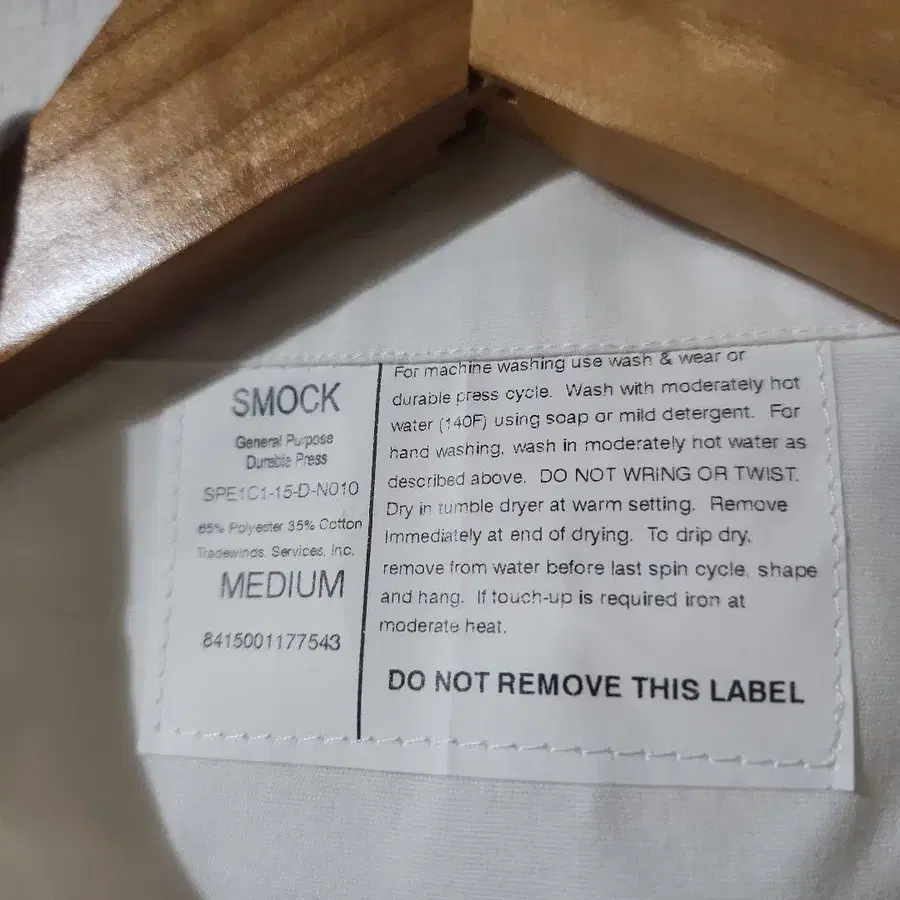 SMOCK
General Purpose
Durable Press
SPE1C1-15-D-N010
65% Polyester 35% Cotton
Tradewinds. Services, Inc.
MEDIUM
8415001177543
For machine washing use wash & wear or
durable press cycle. Wash with moderately hot
water (140F) using soap or mild detergent. For
hand washing, wash in moderately hot water as
described above. DO NOT WRING OR TWIST.
Dry in tumble dryer at warm setting. Remove
Immediately at end of drying. To drip dry,
remove from water before last spin cycle, shape
and hang. If touch-up is required iron at
moderate heat.
DO NOT REMOVE THIS LABEL